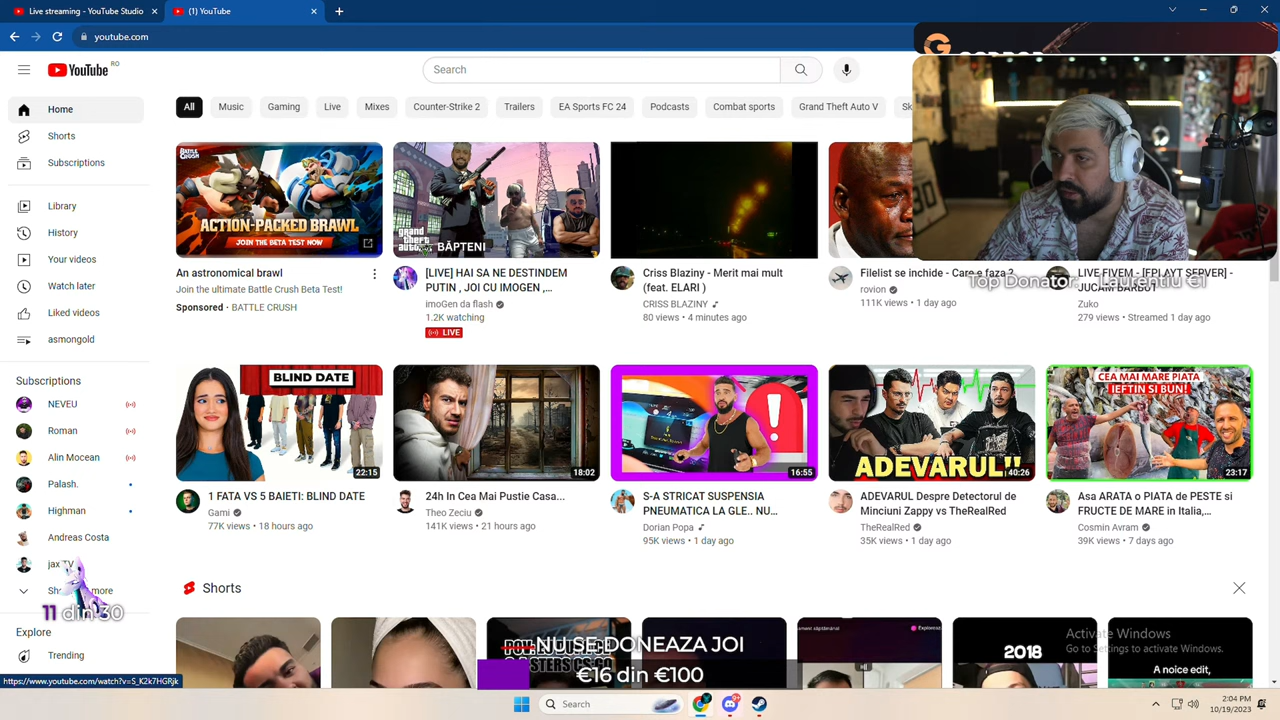 Live streaming - YouTube Studio
(1) YouTube
youtube.com
YouTube RO
Search
All
Music
Gaming
Live
Mixes
Counter-Strike 2
Trailers
EA Sports FC 24
Podcasts
Combat sports
Grand Theft Auto V
Home
Shorts
Subscriptions
Library
History
Your videos
Watch later
Liked videos
asmongold
Subscriptions
NEVEU
Roman
Alin Mocean
Palash.
Highman
Andreas Costa
jax TV
11 din 30
Explore
Trending
https://www.youtube.com/watch?v=S_K2k7HGRjk
BATTLE CRUSH
ACTION-PACKED BRAWL
JOIN THE BETA TEST NOW
An astronomical brawl
Join the ultimate Battle Crush Beta Test!
Sponsored • BATTLE CRUSH
grand theft auto V
BĂPȚENI
[LIVE] HAI SA NE DESTINDEM
PUTIN , JOI CU IMOGEN ,...
imoGen da flash
1.2K watching
LIVE
Criss Blaziny - Merit mai mult
(feat. ELARI )
CRISS BLAZINY
80 views • 4 minutes ago
Filelist se inchide - Care e faza ?
rovion
111K views • 1 day ago
LIVE FIVEM - [FPLAYT SERVER] -
JUCAM BARBUT
Zuko
279 views • Streamed 1 day ago
Top Donator: Laurentiu €1
BLIND DATE
22:15
1 FATA VS 5 BAIETI: BLIND DATE
Gami
77K views • 18 hours ago
18:02
24h In Cea Mai Pustie Casa...
Theo Zeciu
141K views • 21 hours ago
16:55
S-A STRICAT SUSPENSIA
PNEUMATICA LA GLE.. NU...
Dorian Popa
95K views • 1 day ago
ADEVARUL!!
40:26
ADEVARUL Despre Detectorul de
Minciuni Zappy vs TheRealRed
TheRealRed
35K views • 1 day ago
CEA MAI MARE PIATA
IEFTIN SI BUN!
23:17
Asa ARATA o PIATA de PESTE si
FRUCTE DE MARE in Italia,...
Cosmin Avram
39K views • 7 days ago
Shorts
NU SE DONEAZA JOI
€16 din €100
2018
A noice edit,
Activate Windows
Go to Settings to activate Windows.
Search
2:04 PM
10/19/2023